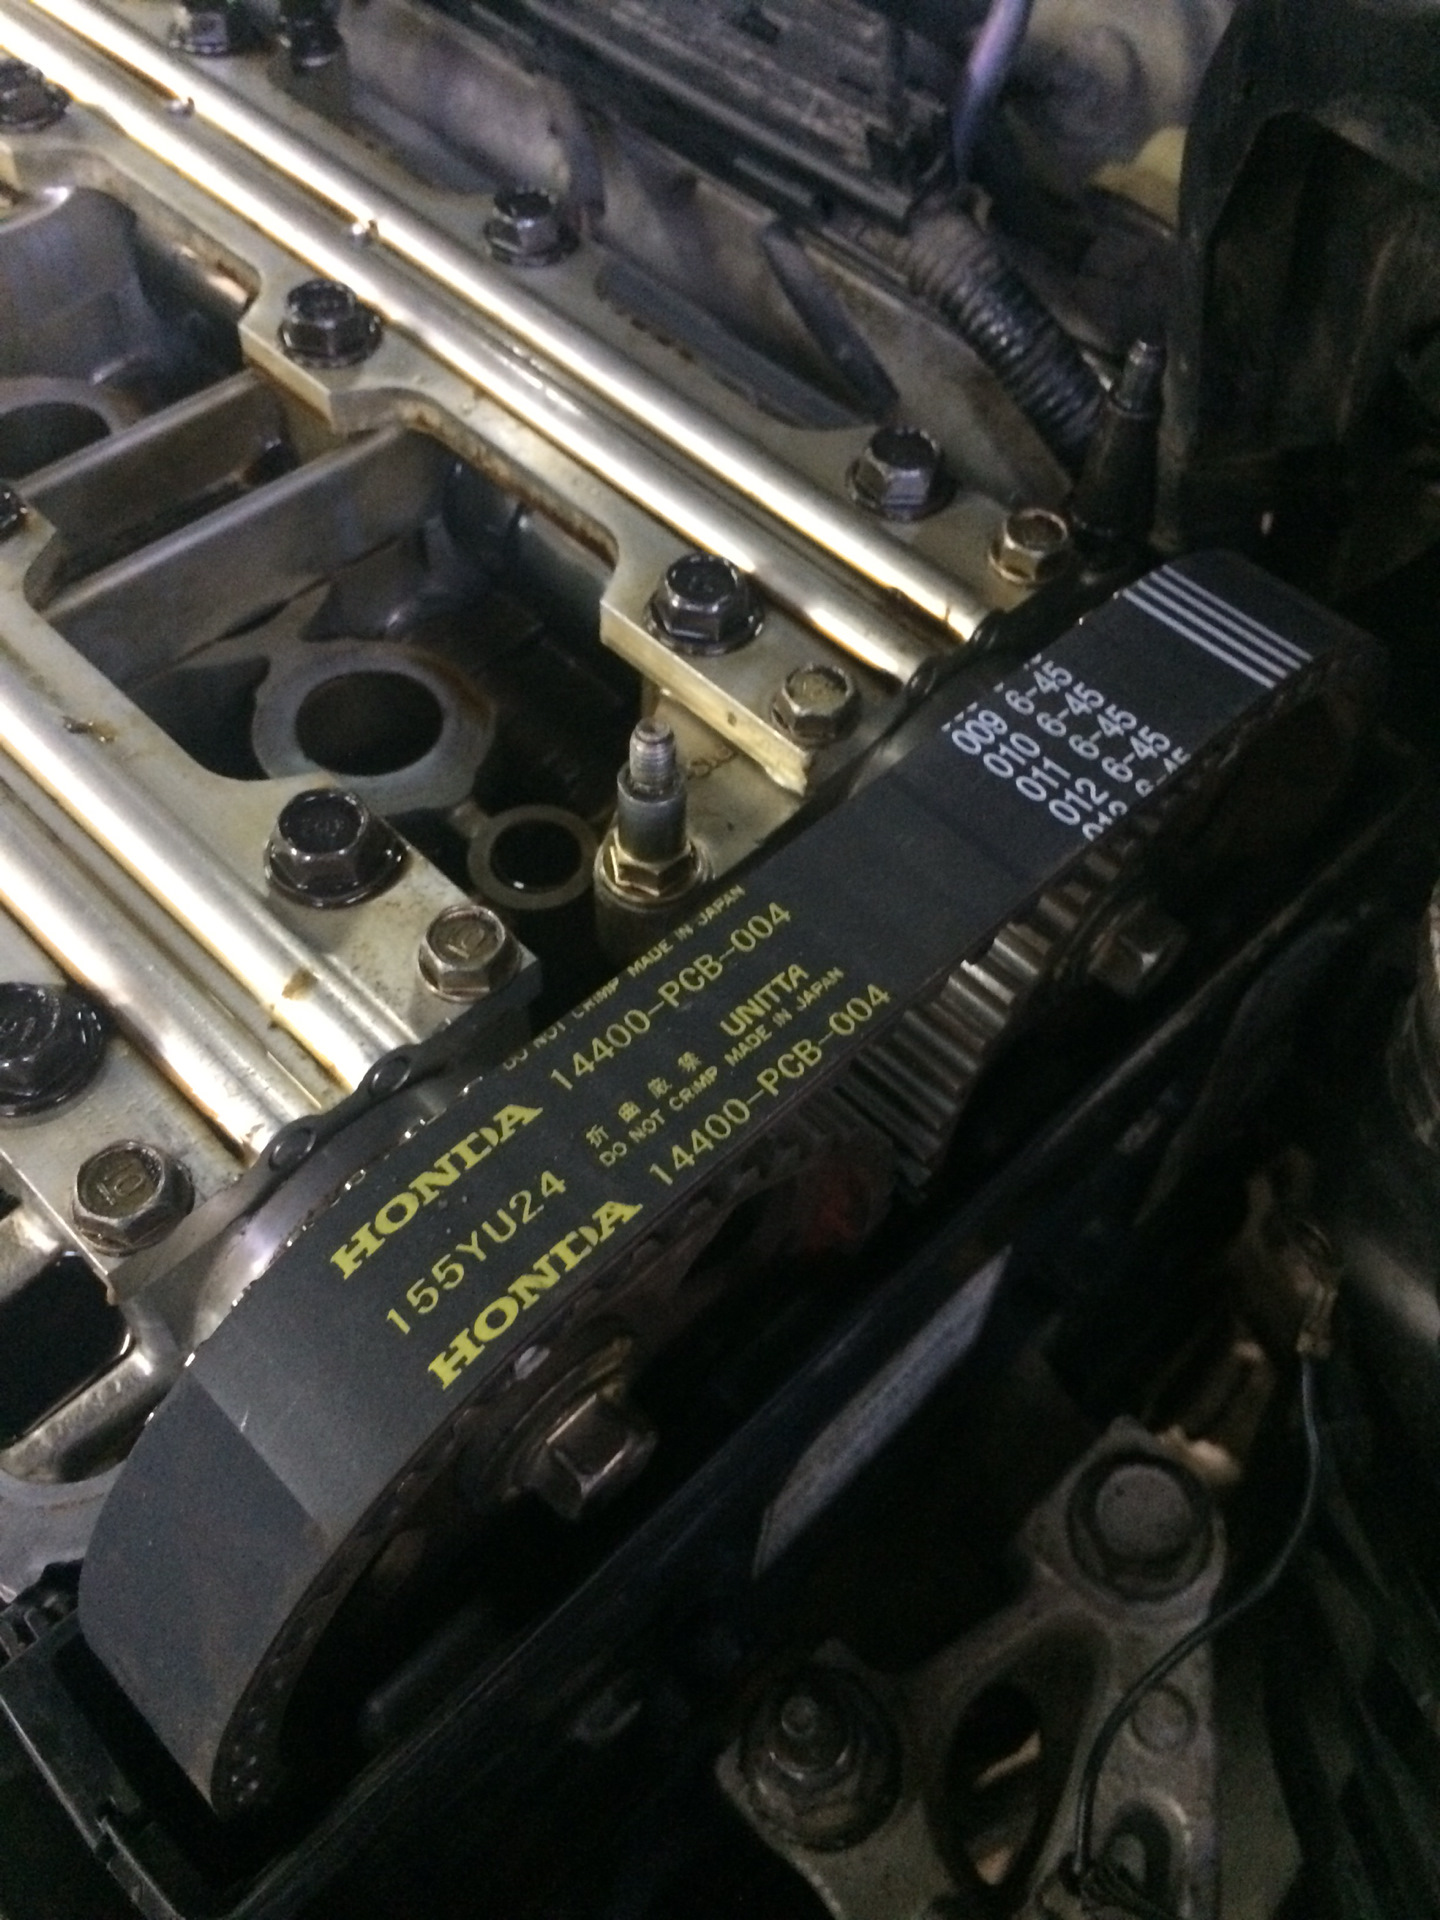 009 6-45
010 6-45
011 6-45
012 6-45
DO NOT CRIMP MADE IN JAPAN
HONDA 14400-PCB-004
155YU24 折曲厳禁 UNITTA
DO NOT CRIMP MADE IN JAPAN
HONDA 14400-PCB-004
10